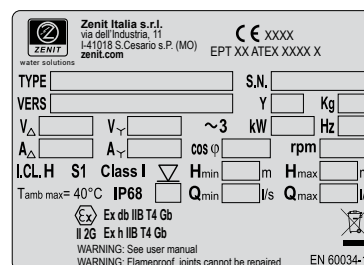 Zenit Italia s.r.l.
via dell'Industria, 11
I-41018 S.Cesario s.P. (MO)
zenit.com
ZENIT
water solutions
CE XXXX
EPT XX ATEX XXXX X
TYPE S.N.
VERS Y Kg
V△ V⅄ ~3 kW Hz
A△ A⅄ cos φ rpm
I.CL. H S1 Class I Hmin m Hmax m
Tamb max= 40°C IP68 Qmin l/s Qmax
Ex Ex db IIB T4 Gb
II 2G Ex h IIB T4 Gb
WARNING: See user manual
WARNING: Flameproof joints cannot be repaired EN 60034-